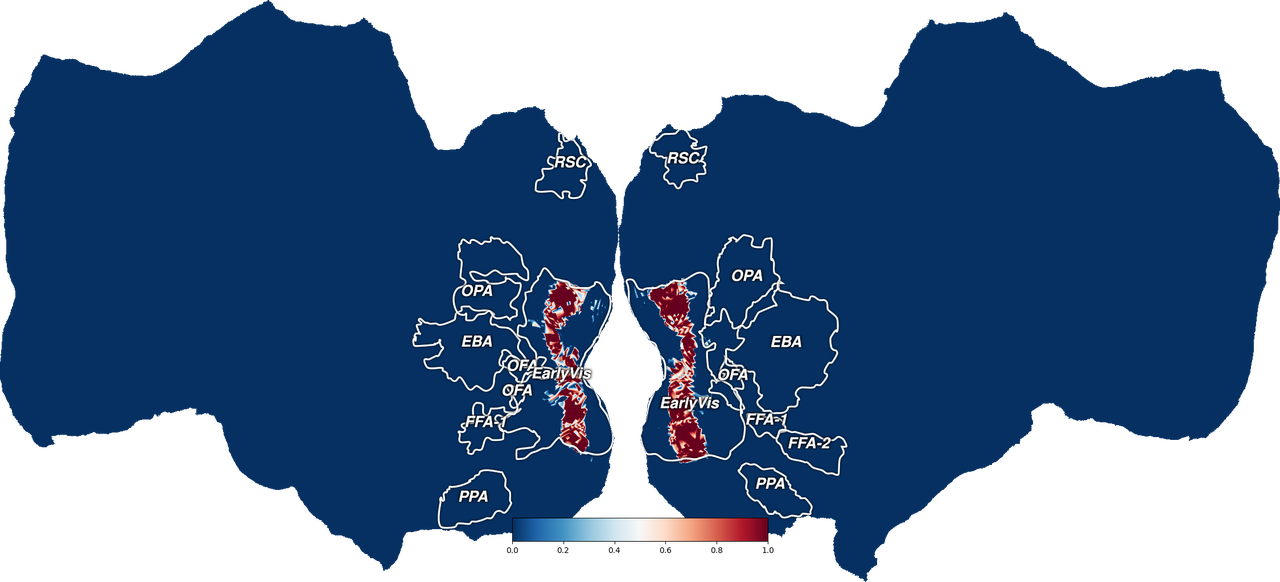 RSC
RSC
OPA
OPA
EBA
EBA
OFA
EarlyVis
OFA
OFA
EarlyVis
FFA-1
FFA-1
FFA-2
PPA
PPA
0.0 0.2 0.4 0.6 0.8 1.0